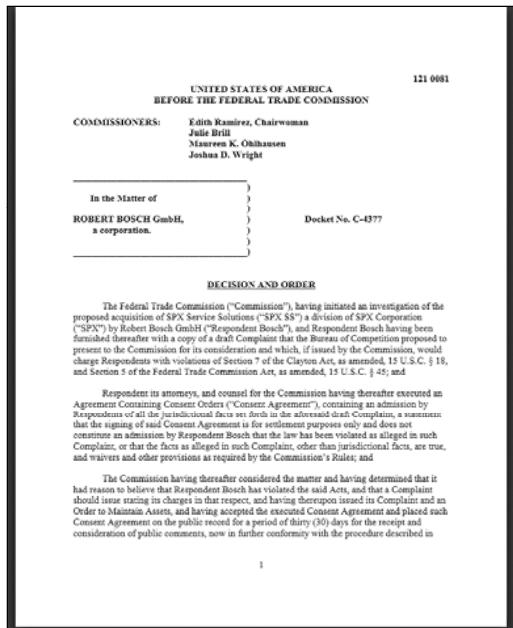 121 0081
UNITED STATES OF AMERICA
BEFORE THE FEDERAL TRADE COMMISSION
COMMISSIONERS: Edith Ramirez, Chairwoman
Julie Brill
Maureen K. Ohlhausen
Joshua D. Wright
)
In the Matter of )
)
ROBERT BOSCH GmbH, ) Docket No. C-4377
a corporation. )
)
)
DECISION AND ORDER
The Federal Trade Commission (“Commission”), having initiated an investigation of the
proposed acquisition of SPX Service Solutions (“SPX SS”) a division of SPX Corporation
(“SPX”) by Robert Bosch GmbH (“Respondent Bosch”), and Respondent Bosch having been
furnished thereafter with a copy of a draft Complaint that the Bureau of Competition proposed to
present to the Commission for its consideration and which, if issued by the Commission, would
charge Respondents with violations of Section 7 of the Clayton Act, as amended, 15 U.S.C. § 18,
and Section 5 of the Federal Trade Commission Act, as amended, 15 U.S.C. § 45; and
Respondent its attorneys, and counsel for the Commission having thereafter executed an
Agreement Containing Consent Orders (“Consent Agreement”), containing an admission by
Respondents of all the jurisdictional facts set forth in the aforesaid draft Complaint, a statement
that the signing of said Consent Agreement is for settlement purposes only and does not
constitute an admission by Respondent Bosch that the law has been violated as alleged in such
Complaint, or that the facts as alleged in such Complaint, other than jurisdictional facts, are true,
and waivers and other provisions as required by the Commission’s Rules; and
The Commission having thereafter considered the matter and having determined that it
had reason to believe that Respondent Bosch has violated the said Acts, and that a Complaint
should issue stating its charges in that respect, and having thereupon issued its Complaint and an
Order to Maintain Assets, and having accepted the executed Consent Agreement and placed such
Consent Agreement on the public record for a period of thirty (30) days for the receipt and
consideration of public comments, now in further conformity with the procedure described in
1